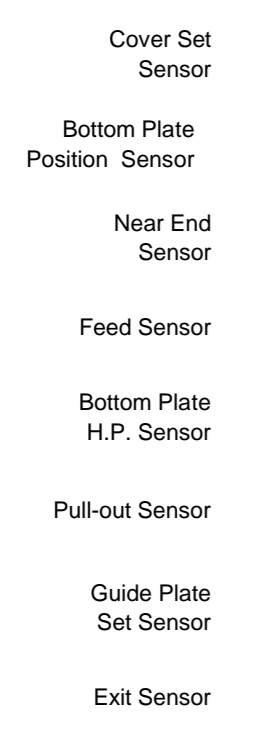 Cover Set
Sensor
Bottom Plate
Position  Sensor
Near End
Sensor
Feed Sensor
Bottom Plate
H.P. Sensor
Pull-out Sensor
Guide Plate
Set Sensor
Exit Sensor